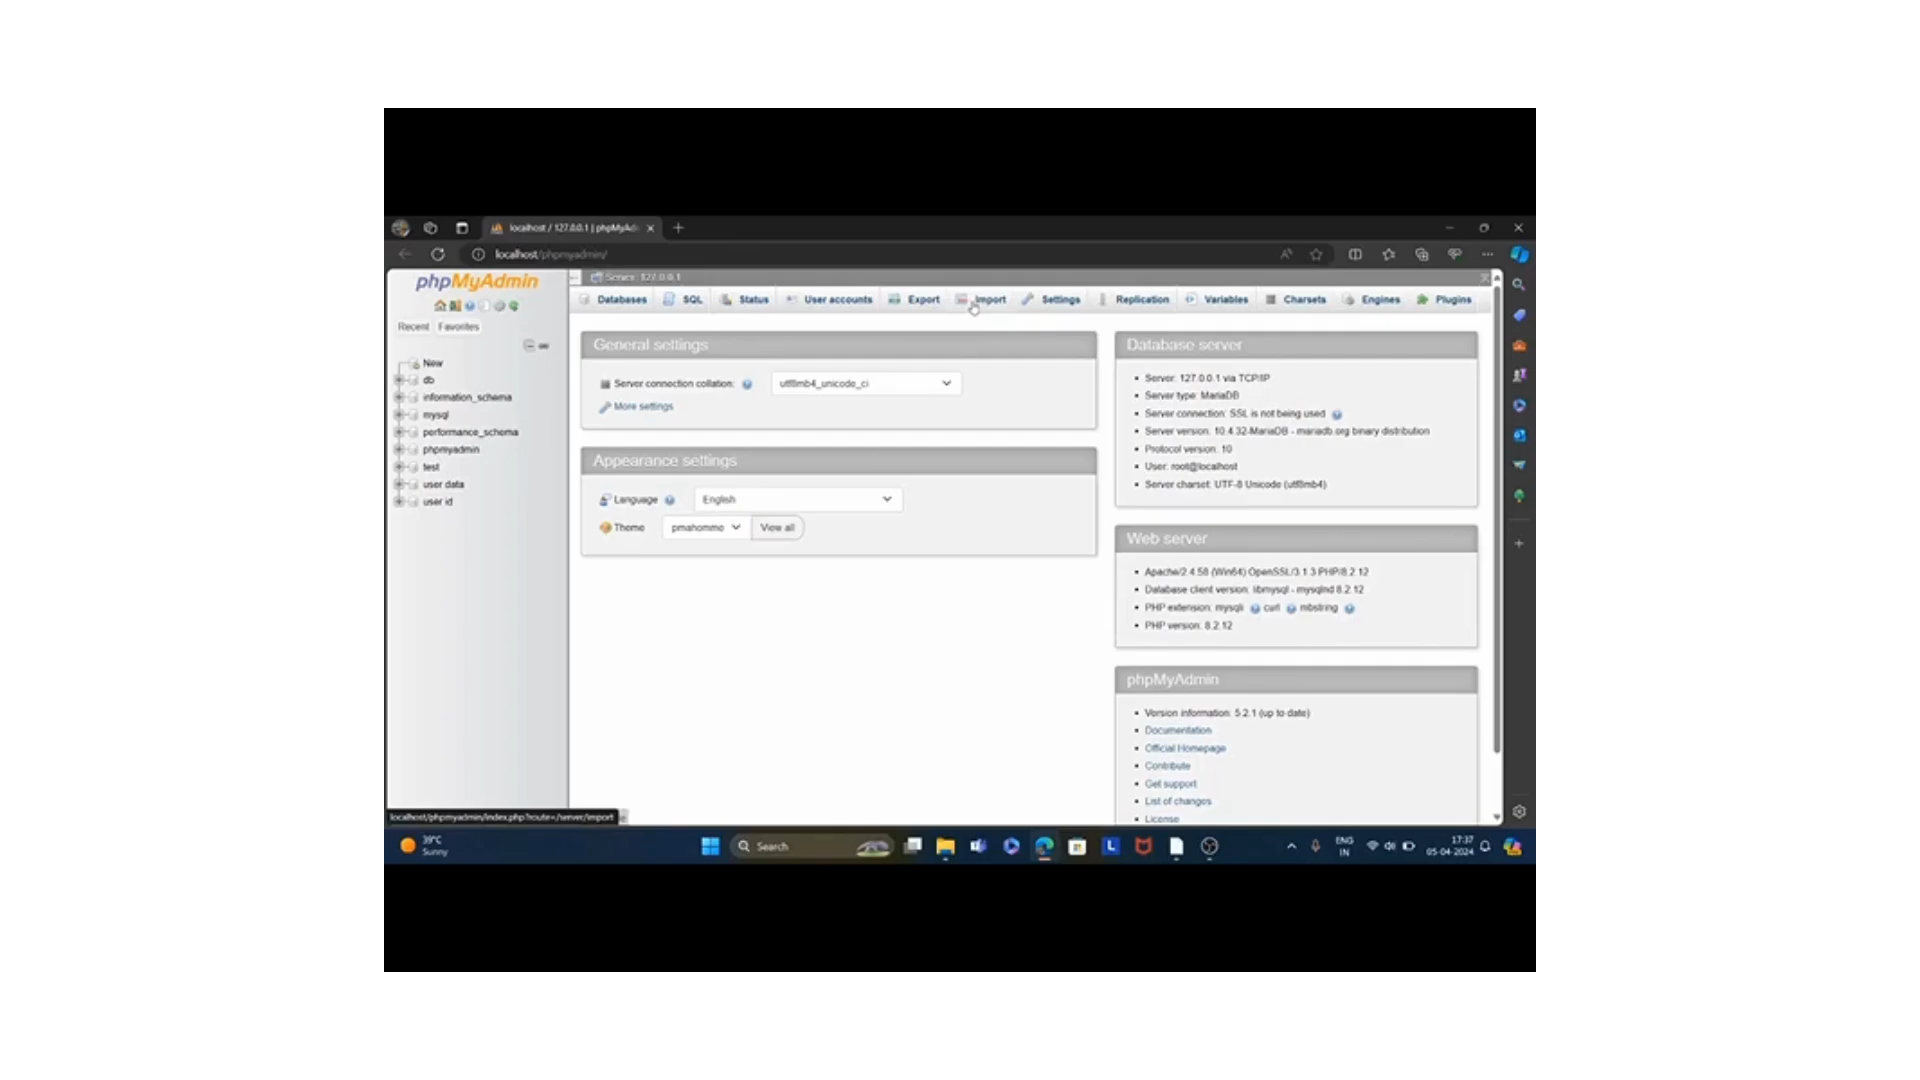 localhost / 127.0.0.1 | phpMyAd
localhost/phpmyadmin/
phpMyAdmin
Recent Favorites
New
db
information_schema
mysql
performance_schema
phpmyadmin
test
user data
user id
Server: 127.0.0.1
Databases SQL Status User accounts Export Import Settings Replication Variables Charsets Engines Plugins
General settings
Server connection collation: utf8mb4_unicode_ci
More settings
Appearance settings
Language English
Theme pmahomme View all
Database server
Server: 127.0.0.1 via TCP/IP
Server type: MariaDB
Server connection: SSL is not being used
Server version: 10.4.32-MariaDB - mariadb.org binary distribution
Protocol version: 10
User: root@localhost
Server charset: UTF-8 Unicode (utf8mb4)
Web server
Apache/2.4.58 (Win64) OpenSSL/3.1.3 PHP/8.2.12
Database client version: libmysql - mysqlnd 8.2.12
PHP extension: mysqli curl mbstring
PHP version: 8.2.12
phpMyAdmin
Version information: 5.2.1 (up to date)
Documentation
Official Homepage
Contribute
Get support
List of changes
License
localhost/phpmyadmin/index.php?route=/server/import
39°C
Sunny
Search
ENG
IN
17:37
05-04-2024